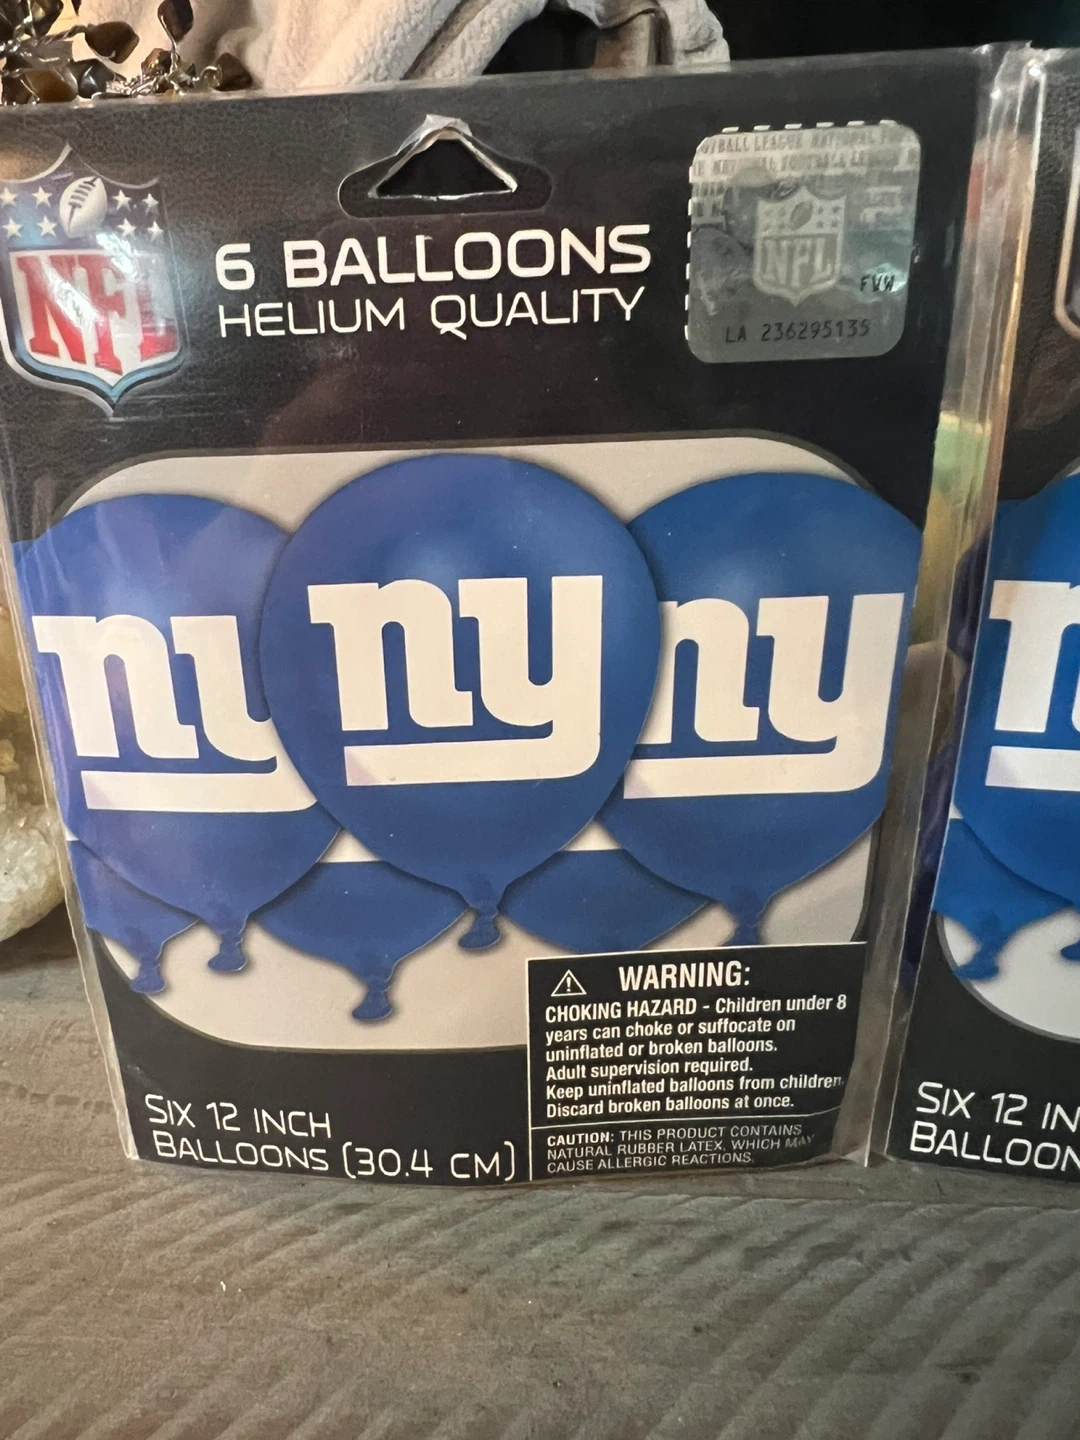 NFL
6 BALLOONS
HELIUM QUALITY
NFL
FVW
LA 236295135
ny
ny
ny
WARNING:
CHOKING HAZARD - Children under 8
years can choke or suffocate on
uninflated or broken balloons.
Adult supervision required.
Keep uninflated balloons from children.
Discard broken balloons at once.
CAUTION: THIS PRODUCT CONTAINS
NATURAL RUBBER LATEX, WHICH MAY
CAUSE ALLERGIC REACTIONS.
SIX 12 INCH
BALLOONS (30.4 CM)
SIX 12 IN
BALLOON